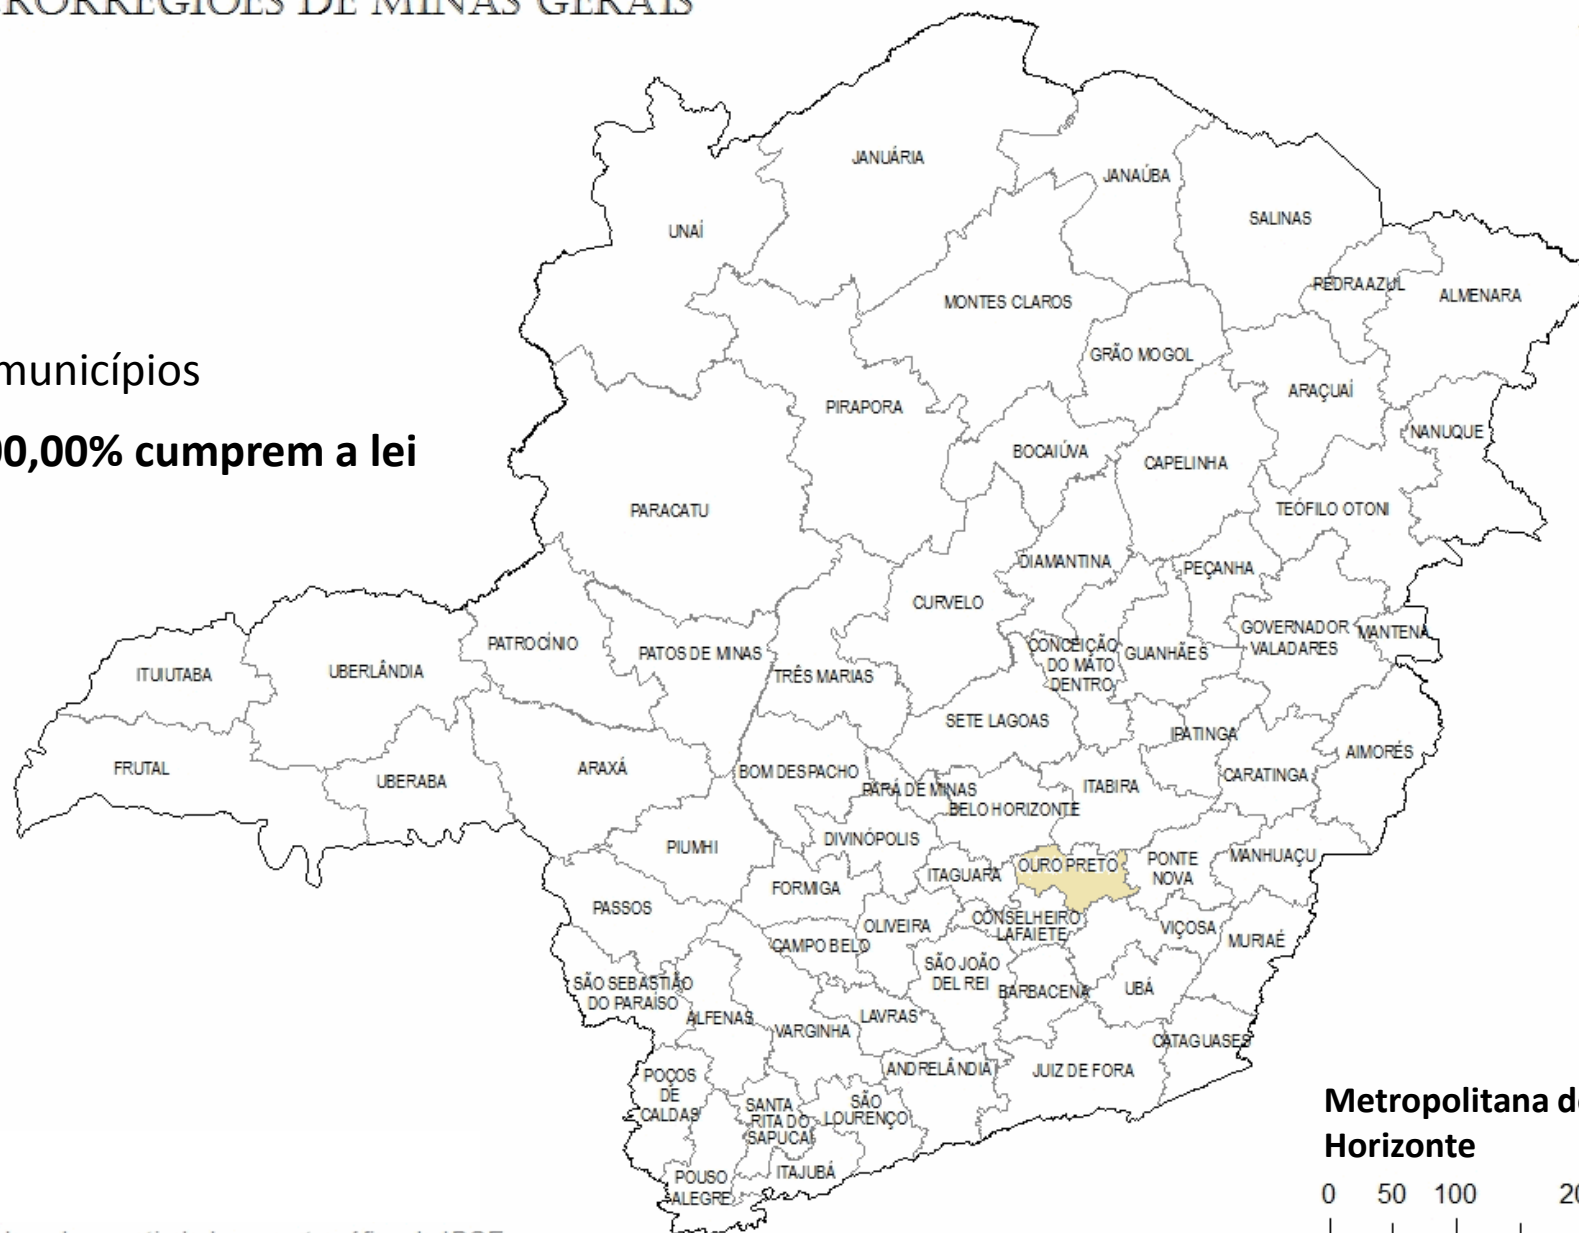 MUNICÍPIOS
municípios
00,00% cumprem a lei
JANUÁRIA
JANAÚBA
SALINAS
UNAÍ
PEDRA AZUL
ALMENARA
MONTES CLAROS
GRÃO MOGOL
ARAÇUAÍ
PIRAPORA
NANUQUE
BOCAIÚVA
CAPELINHA
PARACATU
TEÓFILO OTONI
DIAMANTINA
PEÇANHA
CURVELO
PATROCÍNIO
PATOS DE MINAS
CONCEIÇÃO
DO MATO
DENTRO
GUANHÃES
GOVERNADOR
VALADARES
MANTENA
ITUIUTABA
UBERLÂNDIA
TRÊS MARIAS
SETE LAGOAS
IPATINGA
AIMORÉS
FRUTAL
UBERABA
ARAXÁ
BOM DESPACHO
PARÁ DE MINAS
BELO HORIZONTE
ITABIRA
CARATINGA
PIUMHI
DIVINÓPOLIS
ITAGUARA
OURO PRETO
PONTE
NOVA
MANHUAÇU
FORMIGA
PASSOS
OLIVEIRA
CONSELHEIRO
LAFAIETE
VIÇOSA
MURIAÉ
CAMPO BELO
SÃO JOÃO
DEL REI
BARBACENA
UBÁ
SÃO SEBASTIÃO
DO PARAÍSO
ALFENAS
VARGINHA
LAVRAS
CATAGUASES
ANDRELÂNDIA
JUIZ DE FORA
POÇOS
DE
CALDAS
SANTA
RITA DO
SAPUCAÍ
SÃO
LOURENÇO
POUSO
ALEGRE
ITAJUBÁ
Metropolitana de
Horizonte
0 50 100 20